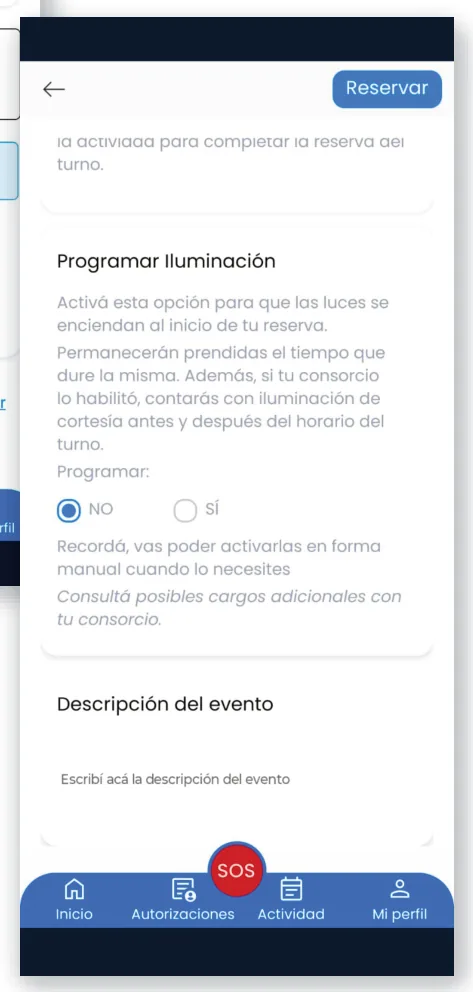 Reservar
la actividad para completar la reserva del
turno.
Programar Iluminación
Activá esta opción para que las luces se
enciendan al inicio de tu reserva.
Permanecerán prendidas el tiempo que
dure la misma. Además, si tu consorcio
lo habilitó, contarás con iluminación de
cortesía antes y después del horario del
turno.
Programar:
NO SÍ
Recordá, vas poder activarlas en forma
manual cuando lo necesites
Consultá posibles cargos adicionales con
tu consorcio.
Descripción del evento
Escribí acá la descripción del evento
SOS
Inicio Autorizaciones Actividad Mi perfil
r
rfil